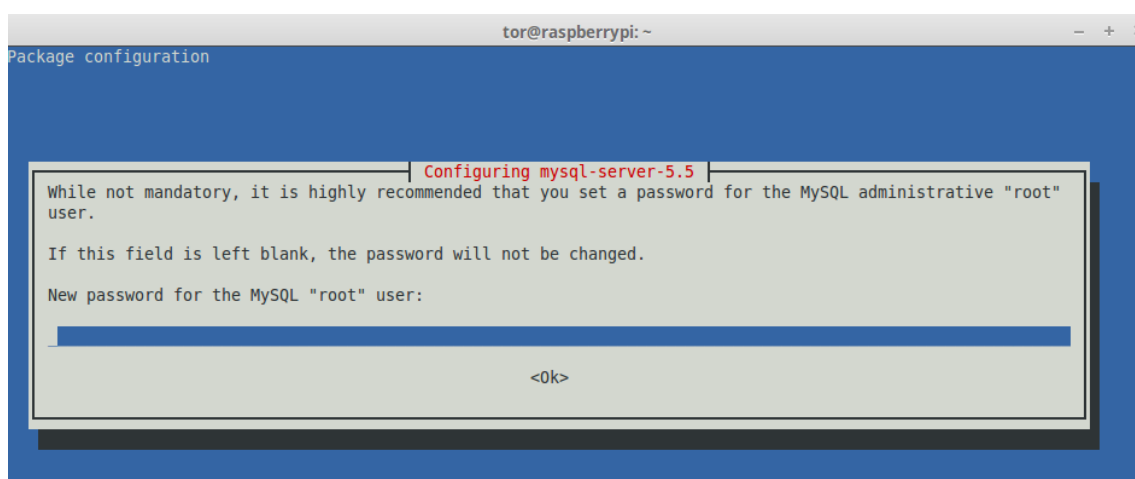 tor@raspberrypi: ~
Package configuration
Configuring mysql-server-5.5
While not mandatory, it is highly recommended that you set a password for the MySQL administrative "root"
user.
If this field is left blank, the password will not be changed.
New password for the MySQL "root" user:
<Ok>